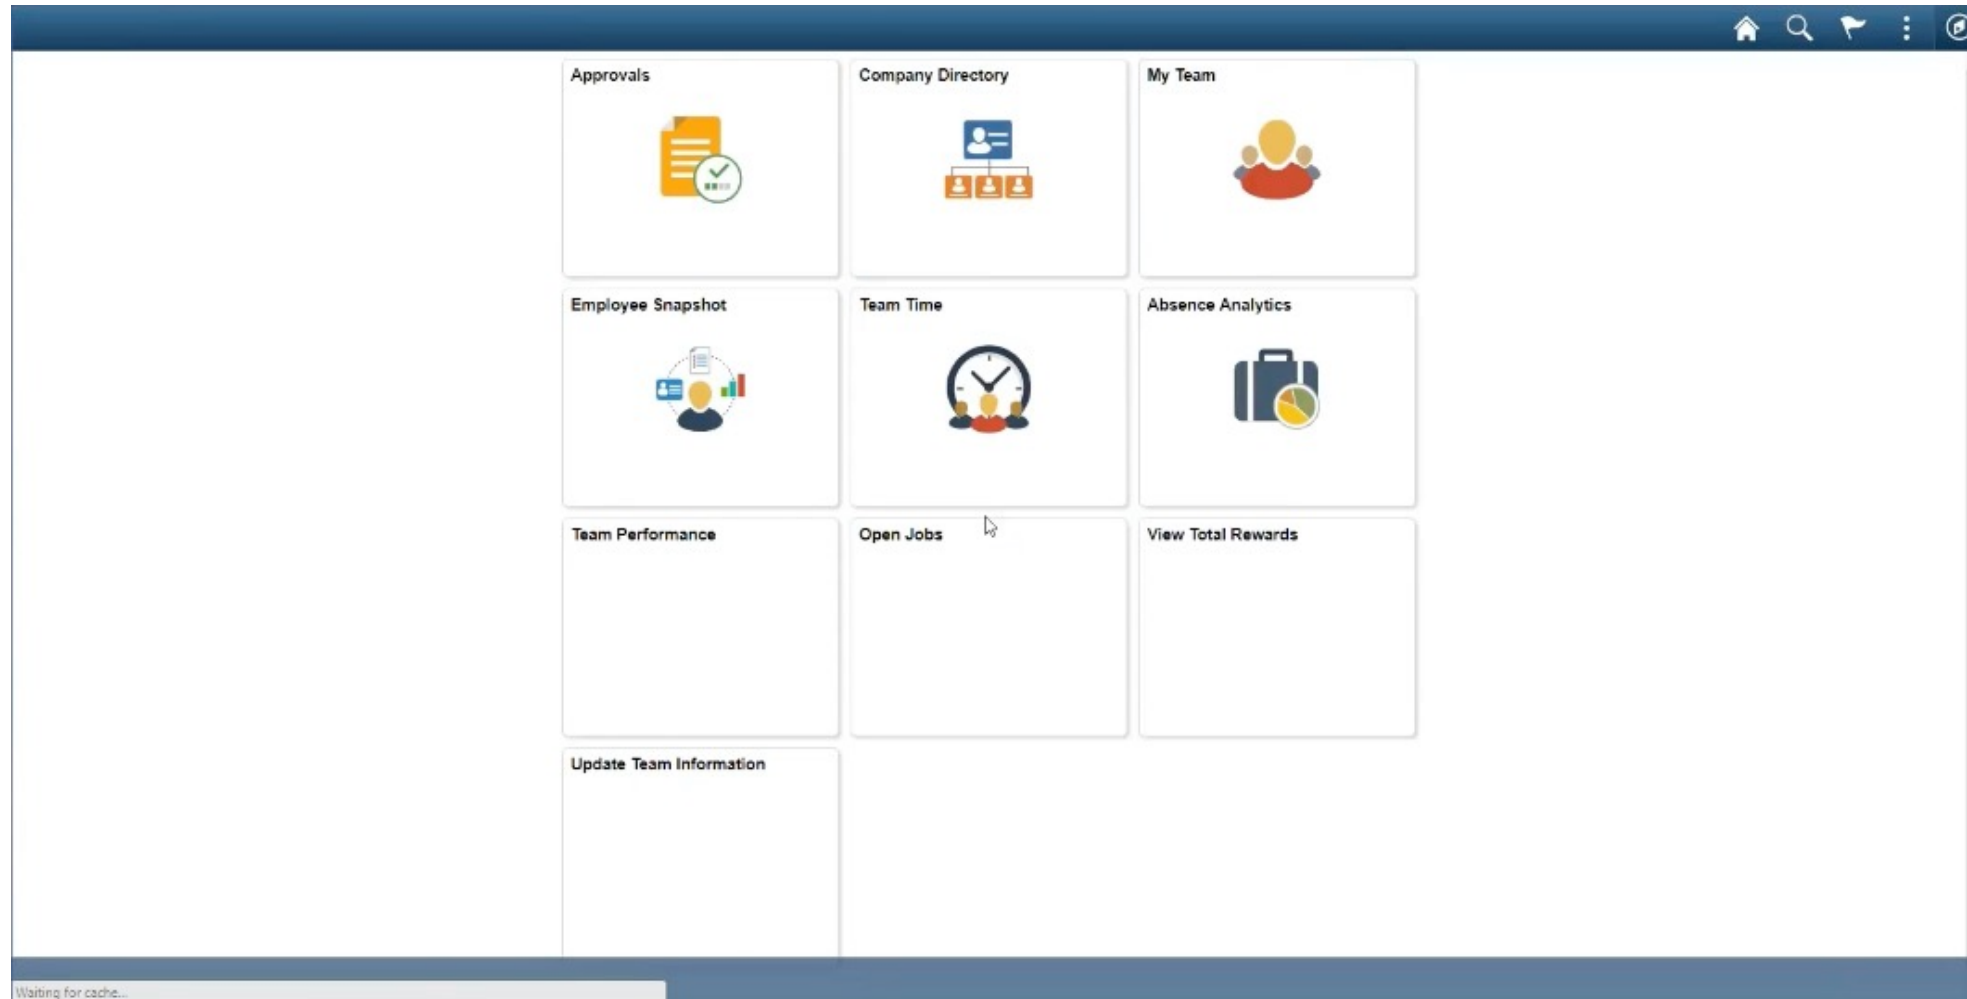 Approvals
Company Directory
My Team
Employee Snapshot
Team Time
Absence Analytics
Team Performance
Open Jobs
View Total Rewards
Update Team Information
Waiting for cache...